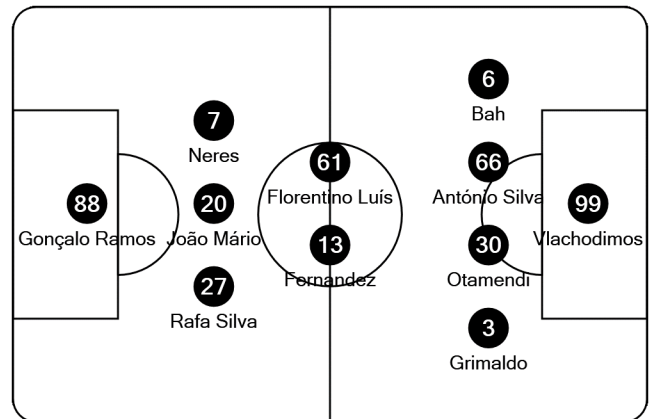 6
Bah
7
Neres
61
Florentino Luís
66
António Silva
88
Gonçalo Ramos
20
João Mário
99
Vlachodimos
13
Fernandez
30
Otamendi
27
Rafa Silva
3
Grimaldo